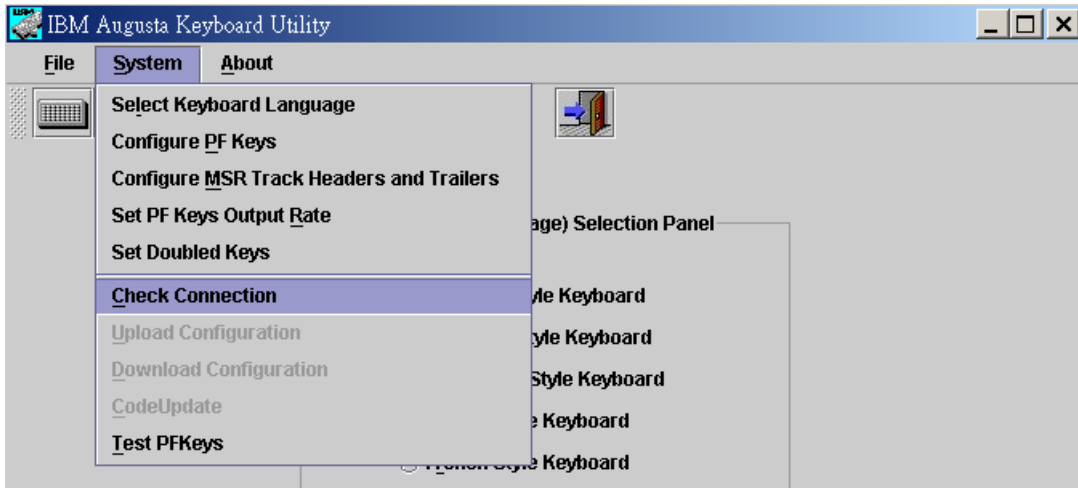 IBM Augusta Keyboard Utility
File System About
Select Keyboard Language
Configure PF Keys
Configure MSR Track Headers and Trailers
Set PF Keys Output Rate
age) Selection Panel
Set Doubled Keys
Check Connection
yle Keyboard
Upload Configuration
tyle Keyboard
Download Configuration
Style Keyboard
CodeUpdate
e Keyboard
Test PFKeys
French Style Keyboard